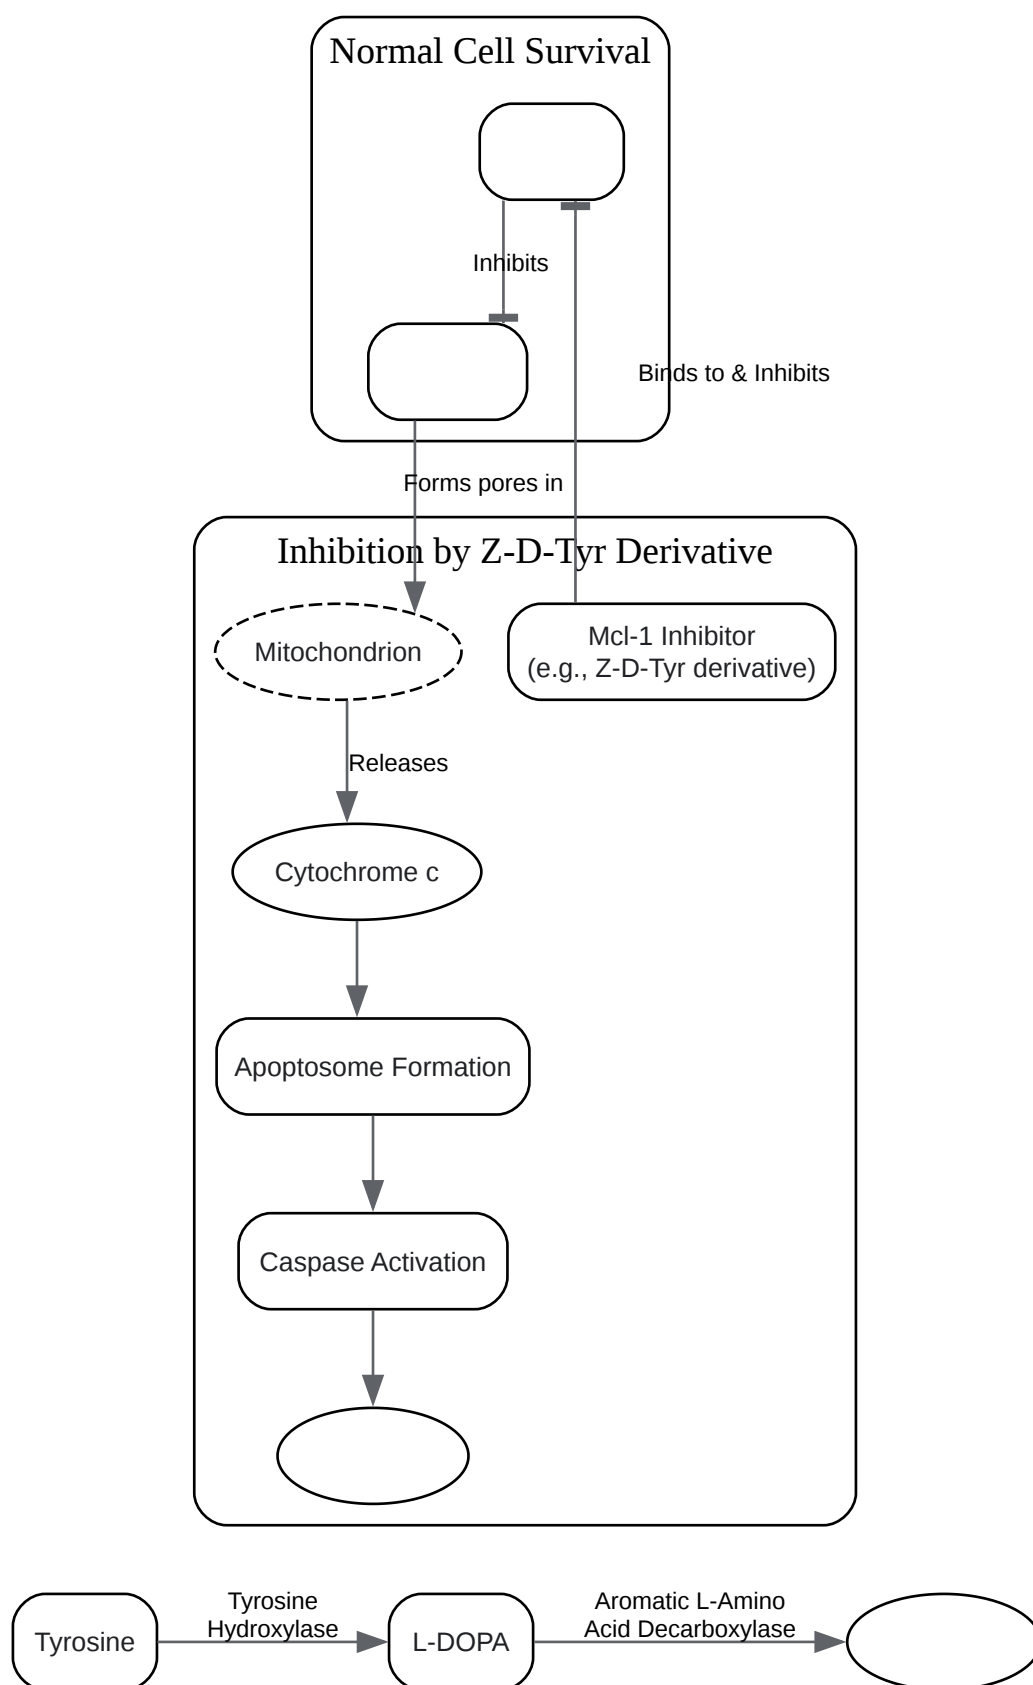 Normal Cell Survival
Inhibits
Binds to & Inhibits
Forms pores in
Inhibition by Z-D-Tyr Derivative
Mitochondrion
Mcl-1 Inhibitor
(e.g., Z-D-Tyr derivative)
Releases
Cytochrome c
Apoptosome Formation
Caspase Activation
Tyrosine
Tyrosine
Hydroxylase
L-DOPA
Aromatic L-Amino
Acid Decarboxylase